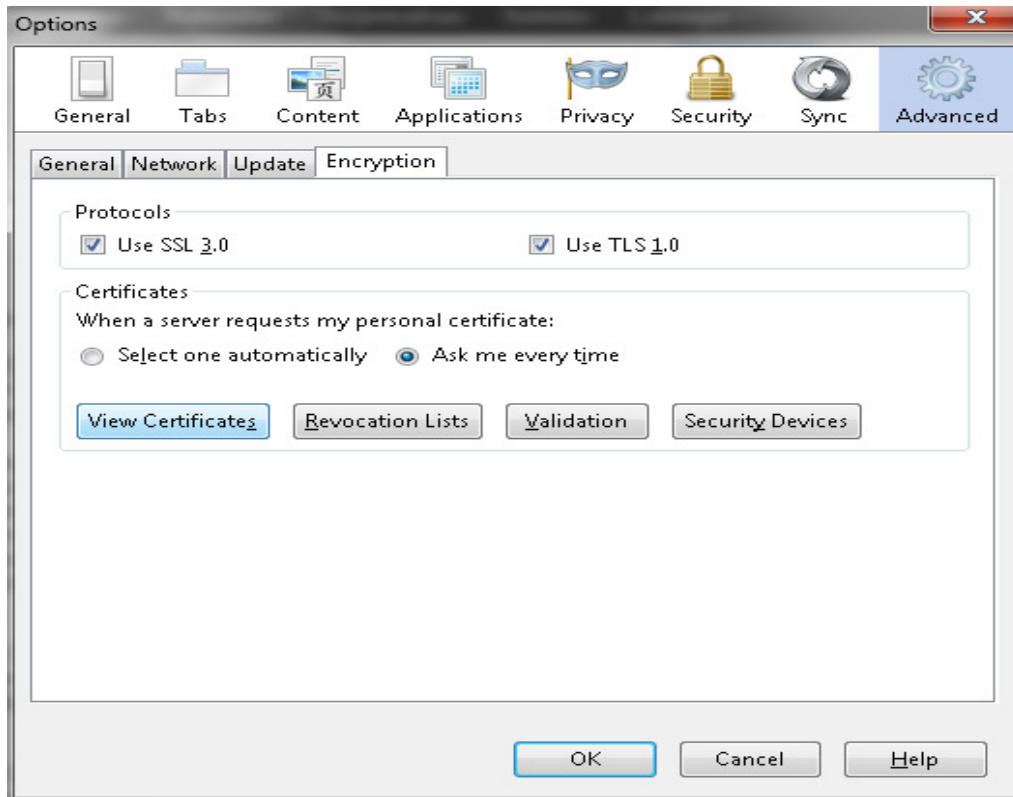 Options
General Tabs Content Applications Privacy Security Sync Advanced
General Network Update Encryption
Protocols
Use SSL 3.0 Use TLS 1.0
Certificates
When a server requests my personal certificate:
Select one automatically Ask me every time
View Certificates Revocation Lists Validation Security Devices
OK Cancel Help
页